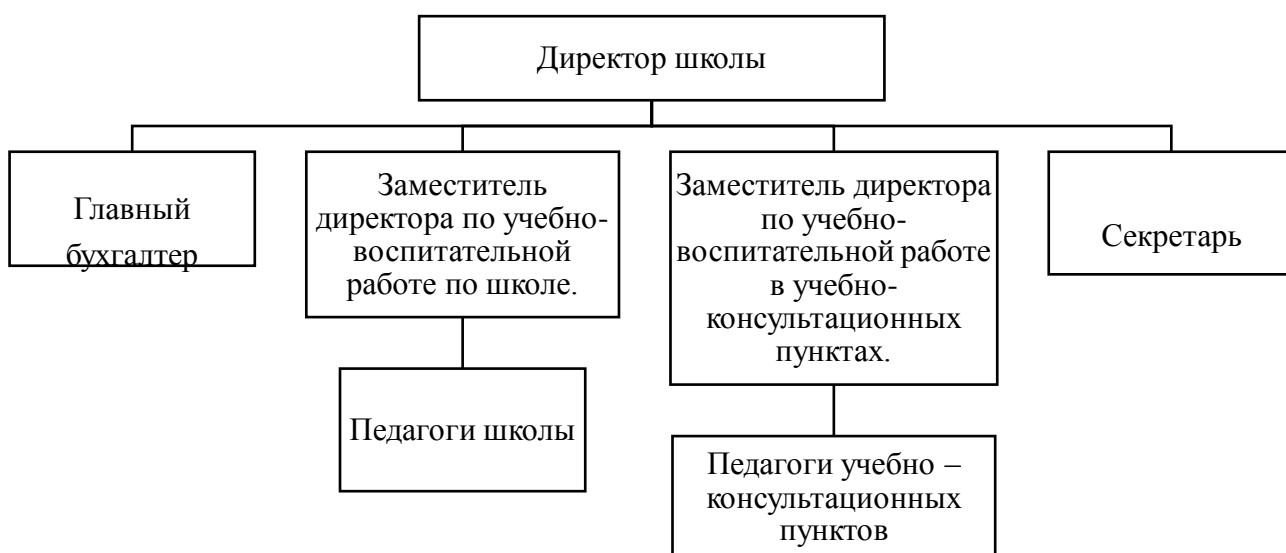 Директор школы
Главный
бухгалтер
Заместитель
директора по учебно-
воспитательной
работе по школе.
Заместитель директора
по учебно-
воспитательной работе
в учебно-
консультационных
пунктах.
Секретарь
Педагоги школы
Педагоги учебно –
консультационных
пунктов